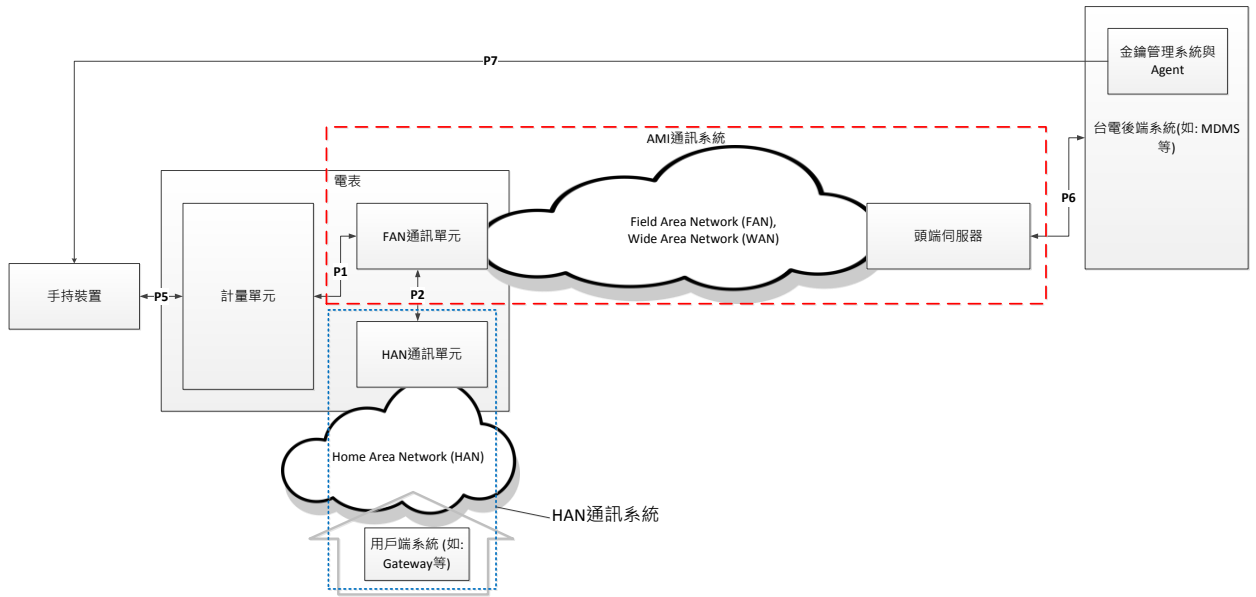 金鑰管理系統與
Agent
P7
台電後端系統(如: MDMS
等)
AMI通訊系統
電表
P6
Field Area Network (FAN),
Wide Area Network (WAN)
FAN通訊單元
頭端伺服器
P1
手持裝置
P5
計量單元
P2
HAN通訊單元
Home Area Network (HAN)
HAN通訊系統
用戶端系統 (如:
Gateway等)